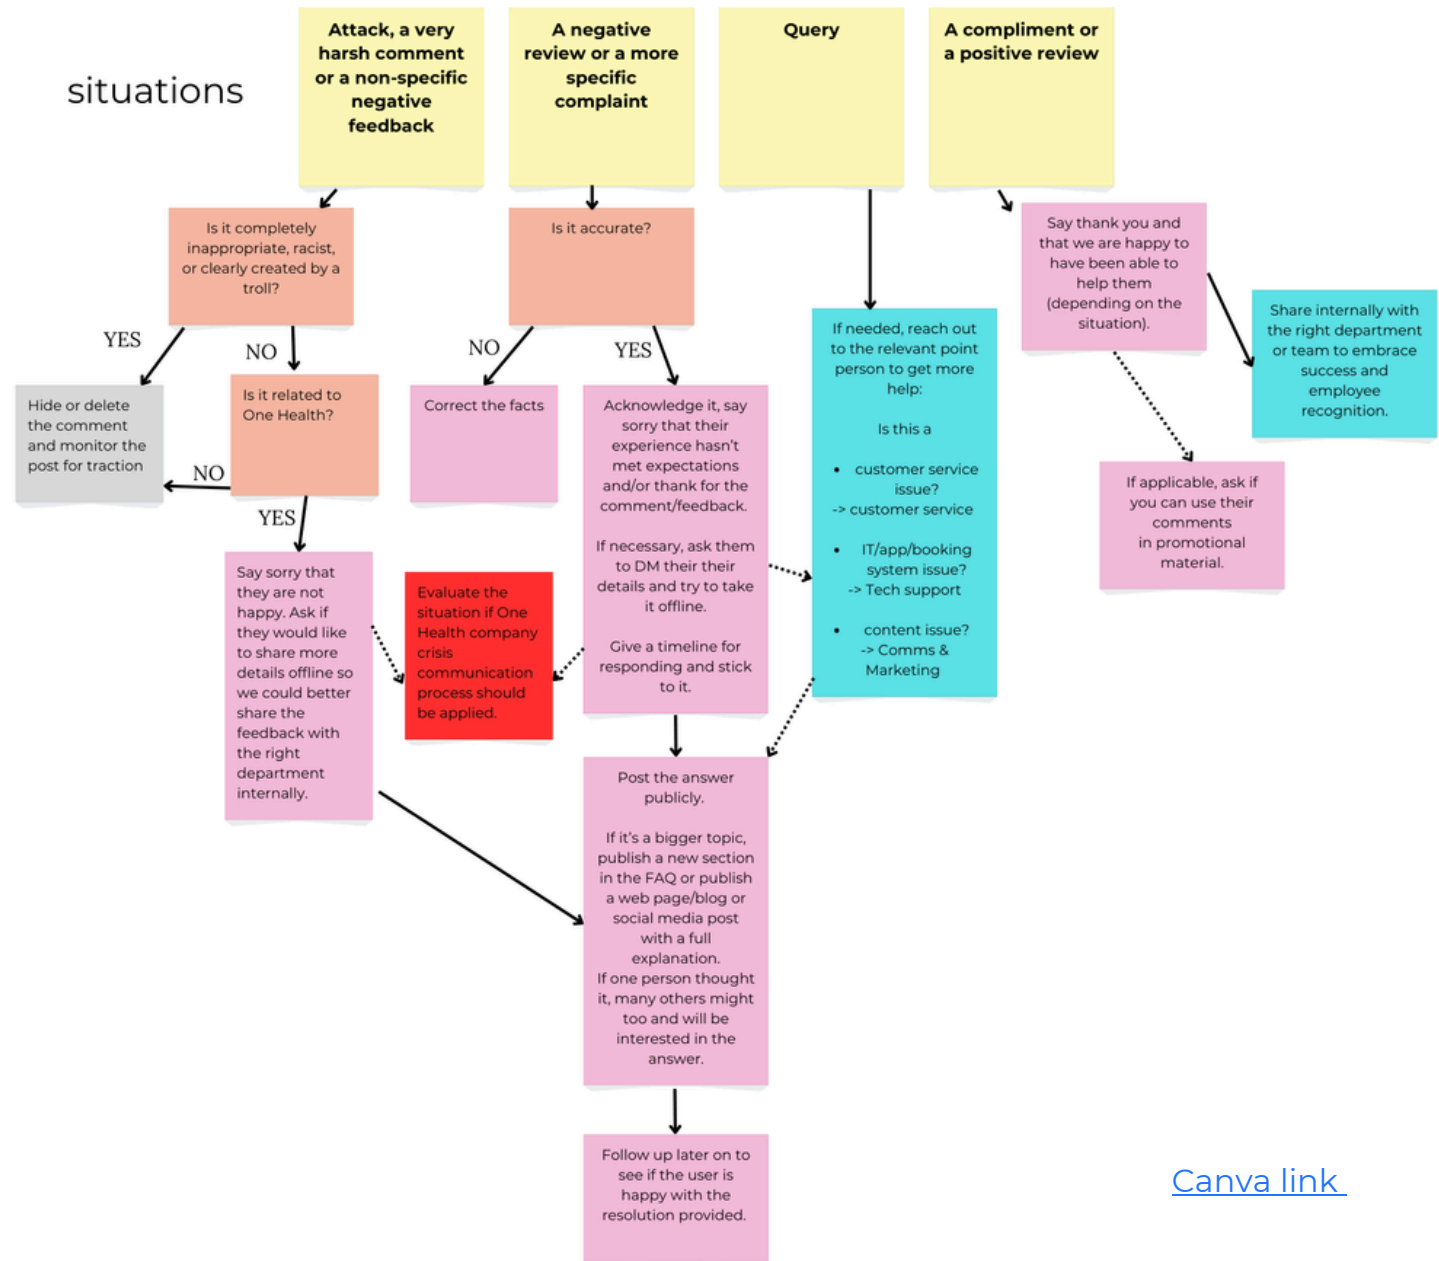 situations
Attack, a very
harsh comment
or a non-specific
negative
feedback
A negative
review or a more
specific
complaint
Query
A compliment or
a positive review
Is it completely
inappropriate, racist,
or clearly created by a
troll?
YES
NO
Is it accurate?
NO
YES
Say thank you and
that we are happy to
have been able to
help them
(depending on the
situation).
Share internally with
the right department
or team to embrace
success and
employee
recognition.
If applicable, ask if
you can use their
comments
in promotional
material.
Hide or delete
the comment
and monitor the
post for traction
Is it related to
One Health?
NO
YES
Correct the facts
Acknowledge it, say
sorry that their
experience hasn't
met expectations
and/or thank for the
comment/feedback.
If necessary, ask them
to DM their their
details and try to take
it offline.
Give a timeline for
responding and stick
to it.
If needed, reach out
to the relevant point
person to get more
help:
Is this a
• customer service
issue?
-> customer service
• IT/app/booking
system issue?
-> Tech support
• content issue?
-> Comms &
Marketing
Say sorry that
they are not
happy. Ask if
they would like
to share more
details offline so
we could better
share the
feedback with
the right
department
internally.
Evaluate the
situation if One
Health company
crisis
communication
process should
be applied.
Post the answer
publicly.
If it's a bigger topic,
publish a new section
in the FAQ or publish
a web page/blog or
social media post
with a full
explanation.
If one person thought
it, many others might
too and will be
interested in the
answer.
Follow up later on to
see if the user is
happy with the
resolution provided.
Canva link